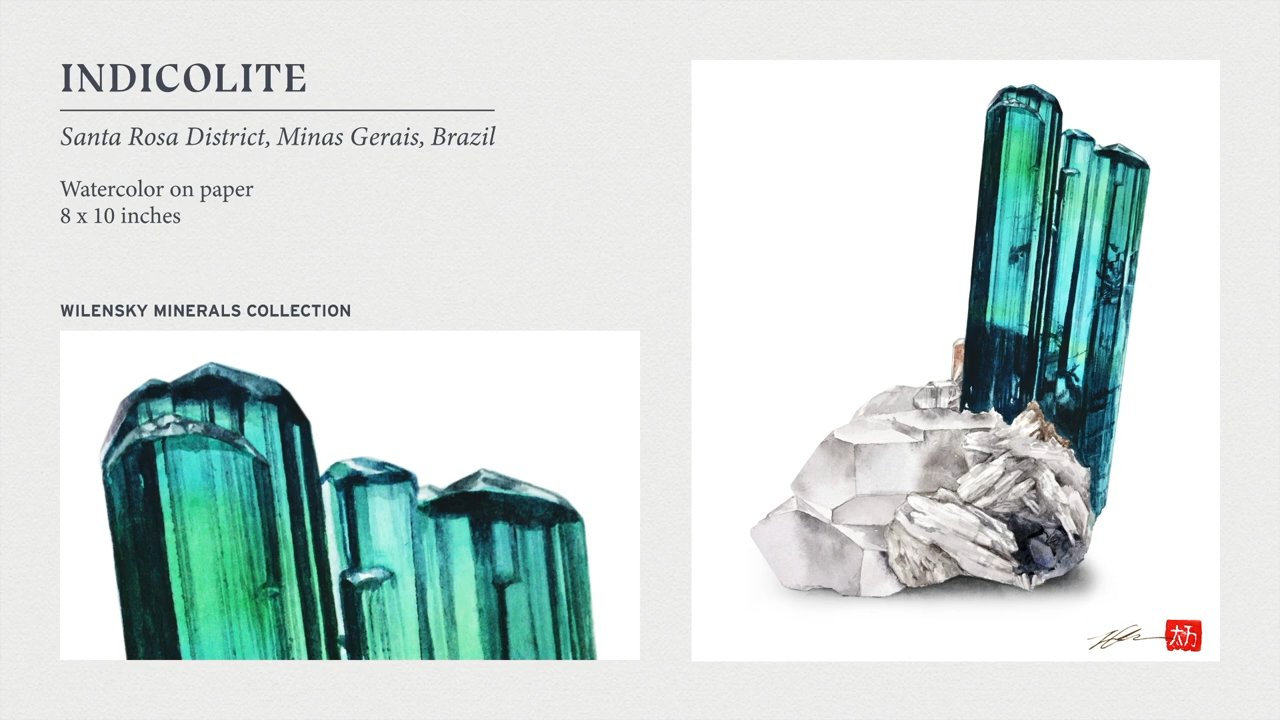 INDICOLITE
Santa Rosa District, Minas Gerais, Brazil
Watercolor on paper
8 x 10 inches
WILENSKY MINERALS COLLECTION